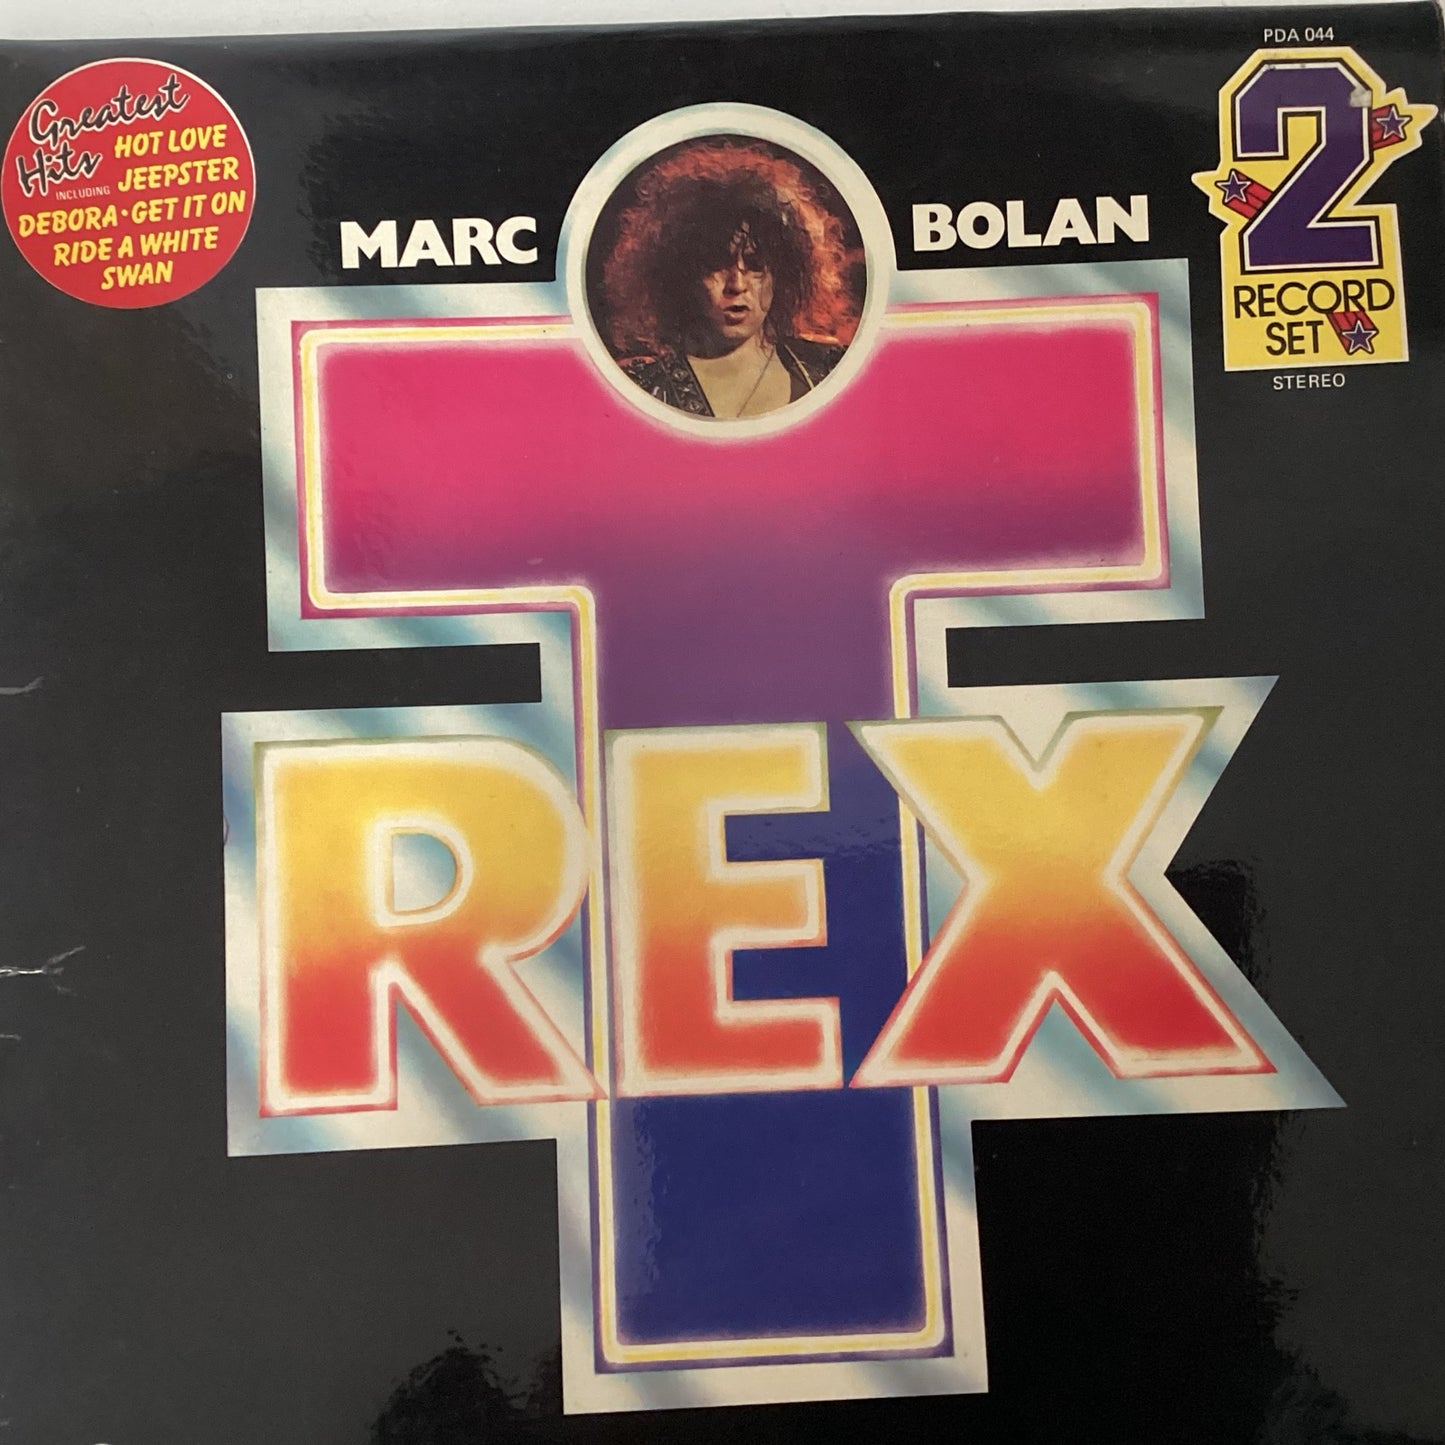 PDA 044
Greatest
Hits
INCLUDING
HOT LOVE
JEEPSTER
DEBORA · GET IT ON
RIDE A WHITE
SWAN
MARC BOLAN
2
RECORD
SET
STEREO
T
REX